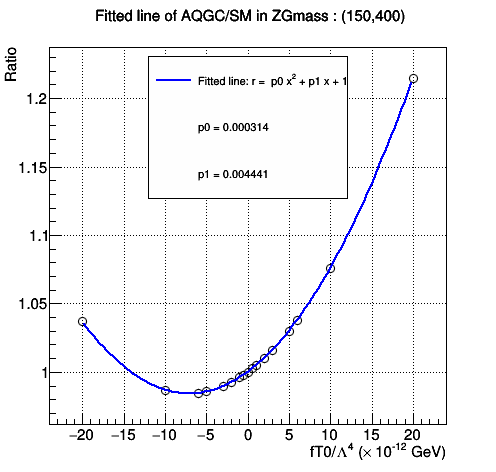 Fitted line of AQGC/SM in ZGmass : (150,400)
Ratio
Fitted line: r = p0 x² + p1 x + 1
p0 = 0.000314
p1 = 0.004441
1.2
1.15
1.1
1.05
1
−20 −15 −10 −5 0 5 10 15 20
fT0/Λ⁴ (× 10⁻¹² GeV)